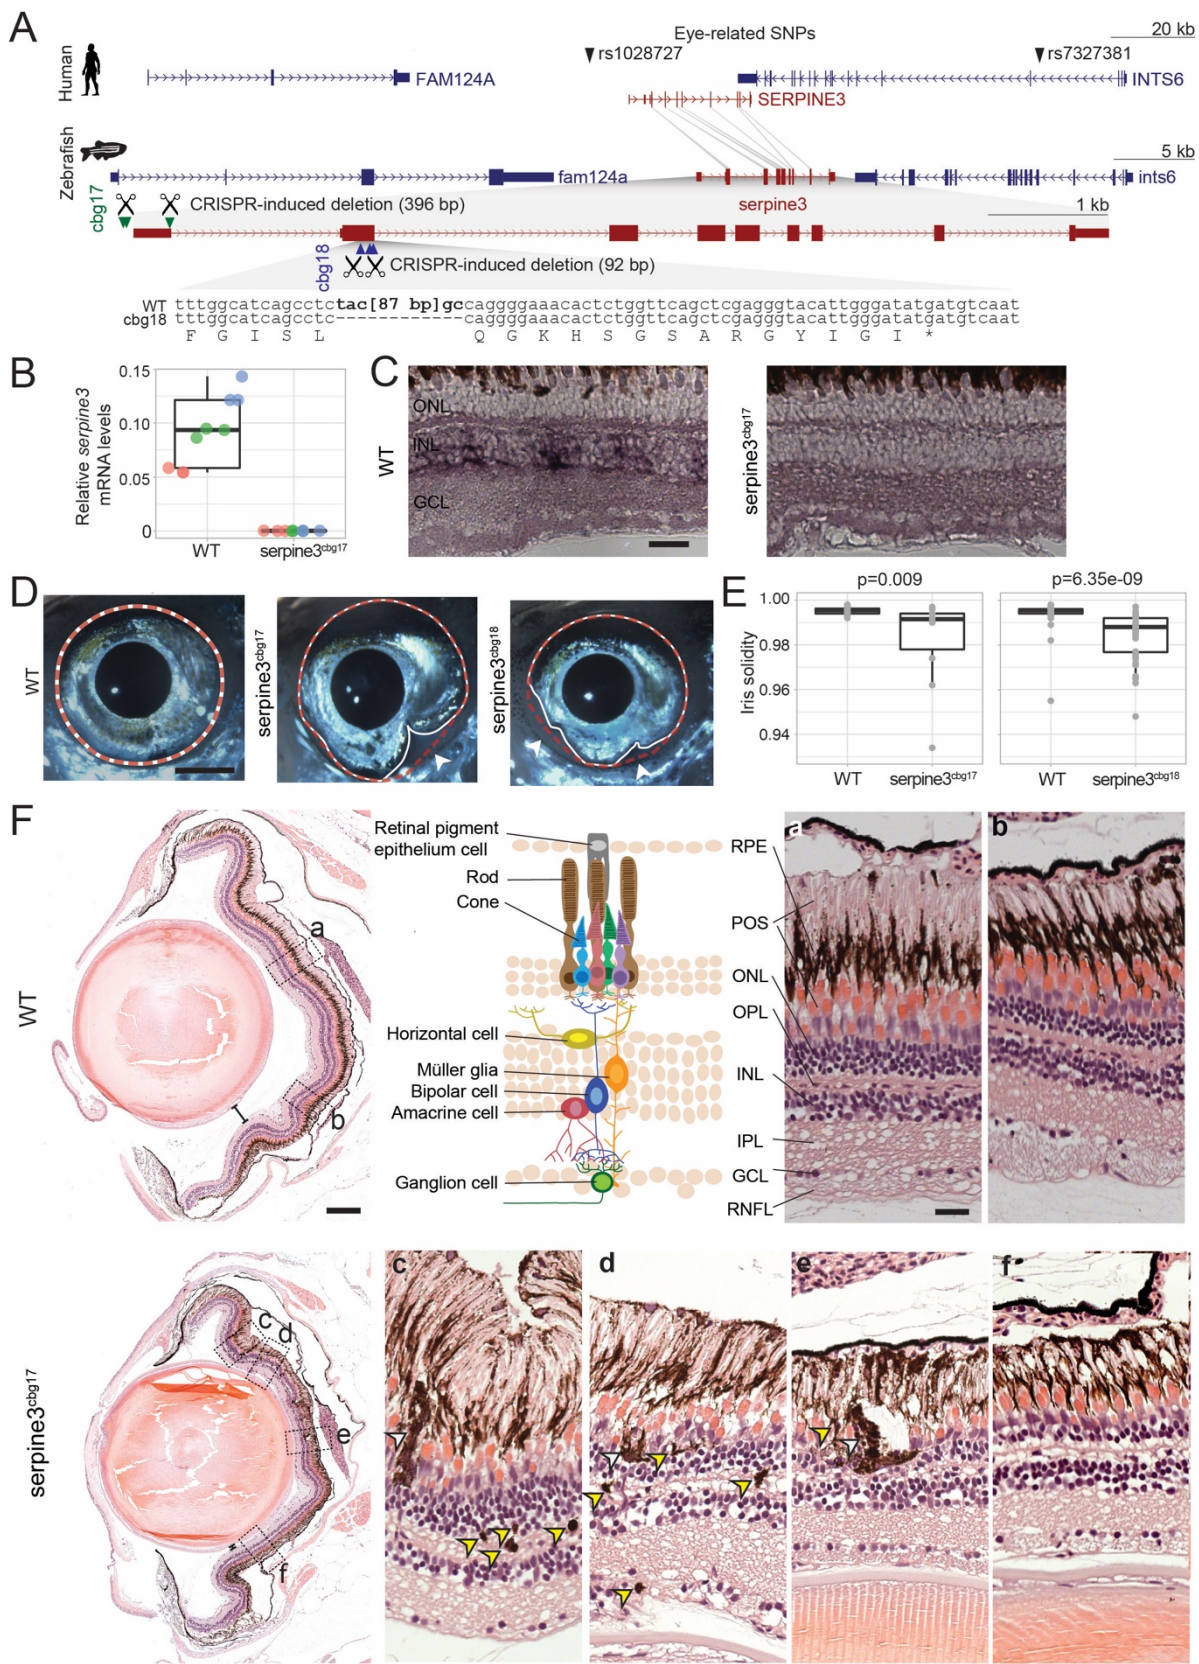 A
Human
Eye-related SNPs
20 kb
rs1028727
rs7327381
FAM124A
INTS6
SERPINE3
Zebrafish
5 kb
fam124a
ints6
cbg17
CRISPR-induced deletion (396 bp)
serpine3
1 kb
cbg18
CRISPR-induced deletion (92 bp)
WT tttggcatcagcctctac[87 bp]gccaggggaaacactctggttcagctcgagggtacattgggatatgatgtcaat
cbg18 tttggcatcagcctc-------------caggggaaacactctggttcagctcgagggtacattgggatatgatgtcaat
F G I S L Q G K H S G S A R G Y I G I *
B
Relative serpine3
mRNA levels
0.15
0.10
0.05
0
WT
serpine3cbg17
C
WT
ONL
INL
GCL
serpine3cbg17
D
WT
serpine3cbg17
serpine3cbg18
E
p=0.009
p=6.35e-09
Iris solidity
1.00
0.98
0.96
0.94
WT
serpine3cbg17
WT
serpine3cbg18
F
WT
a
b
Retinal pigment
epithelium cell
Rod
Cone
Horizontal cell
Müller glia
Bipolar cell
Amacrine cell
Ganglion cell
RPE
POS
ONL
OPL
INL
IPL
GCL
RNFL
a
b
serpine3cbg17
c
d
e
f
c
d
e
f